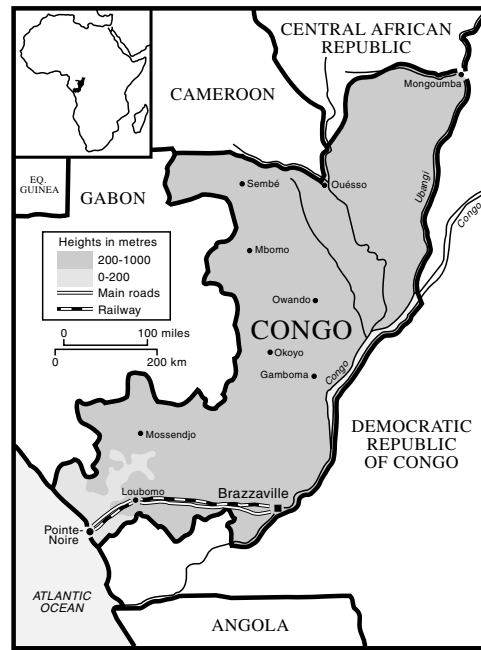 CENTRAL AFRICAN
REPUBLIC
Mongoumba
CAMEROON
EQ.
GUINEA
GABON
Sembé
Ouésso
Ubangi
Congo
Heights in metres
200-1000
0-200
Main roads
Railway
Mbomo
0 100 miles
0 200 km
Owando
CONGO
Okoyo
Gamboma
Congo
DEMOCRATIC
REPUBLIC
OF CONGO
Mossendjo
Loubomo
Brazzaville
Pointe-
Noire
ATLANTIC
OCEAN
ANGOLA